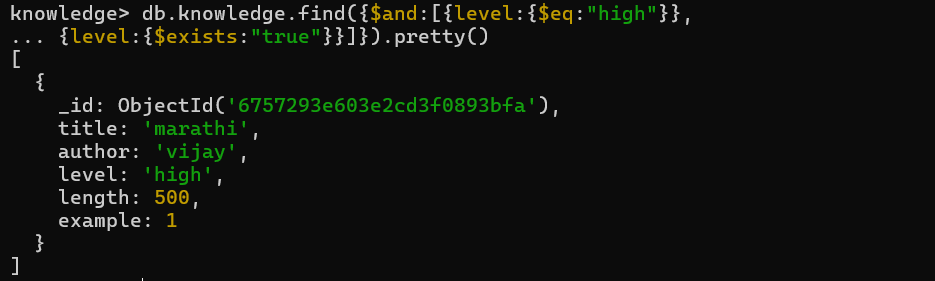 knowledge> db.knowledge.find({$and:[{level:{$eq:"high"}},
... {level:{$exists:"true"}}]}).pretty()
[
  {
    _id: ObjectId('6757293e603e2cd3f0893bfa'),
    title: 'marathi',
    author: 'vijay',
    level: 'high',
    length: 500,
    example: 1
  }
]